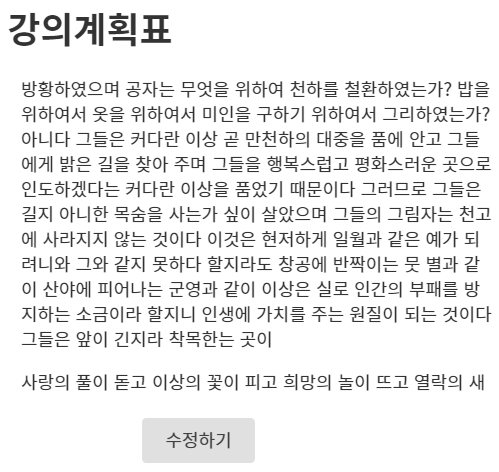 강의계획표
방황하였으며 공자는 무엇을 위하여 천하를 철환하였는가? 밥을
위하여서 옷을 위하여서 미인을 구하기 위하여서 그리하였는가?
아니다 그들은 커다란 이상 곧 만천하의 대중을 품에 안고 그들
에게 밝은 길을 찾아 주며 그들을 행복스럽고 평화스러운 곳으로
인도하겠다는 커다란 이상을 품었기 때문이다 그러므로 그들은
길지 아니한 목숨을 사는가 싶이 살았으며 그들의 그림자는 천고
에 사라지지 않는 것이다 이것은 현저하게 일월과 같은 예가 되
려니와 그와 같지 못하다 할지라도 창공에 반짝이는 뭇 별과 같
이 산야에 피어나는 군영과 같이 이상은 실로 인간의 부패를 방
지하는 소금이라 할지니 인생에 가치를 주는 원질이 되는 것이다
그들은 앞이 긴지라 착목한는 곳이
사랑의 풀이 돋고 이상의 꽃이 피고 희망의 놀이 뜨고 열락의 새
수정하기